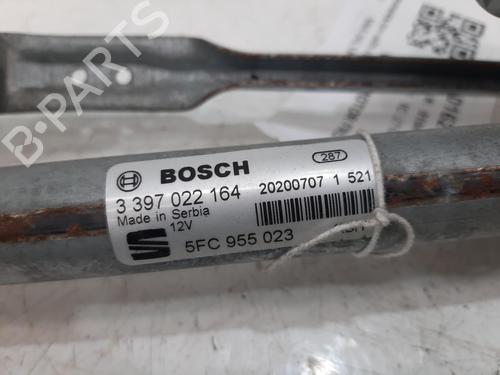 B-PARTS
BOSCH
287
3 397 022 164
20200707 1 521
Made in Serbia
12V
5FC 955 023